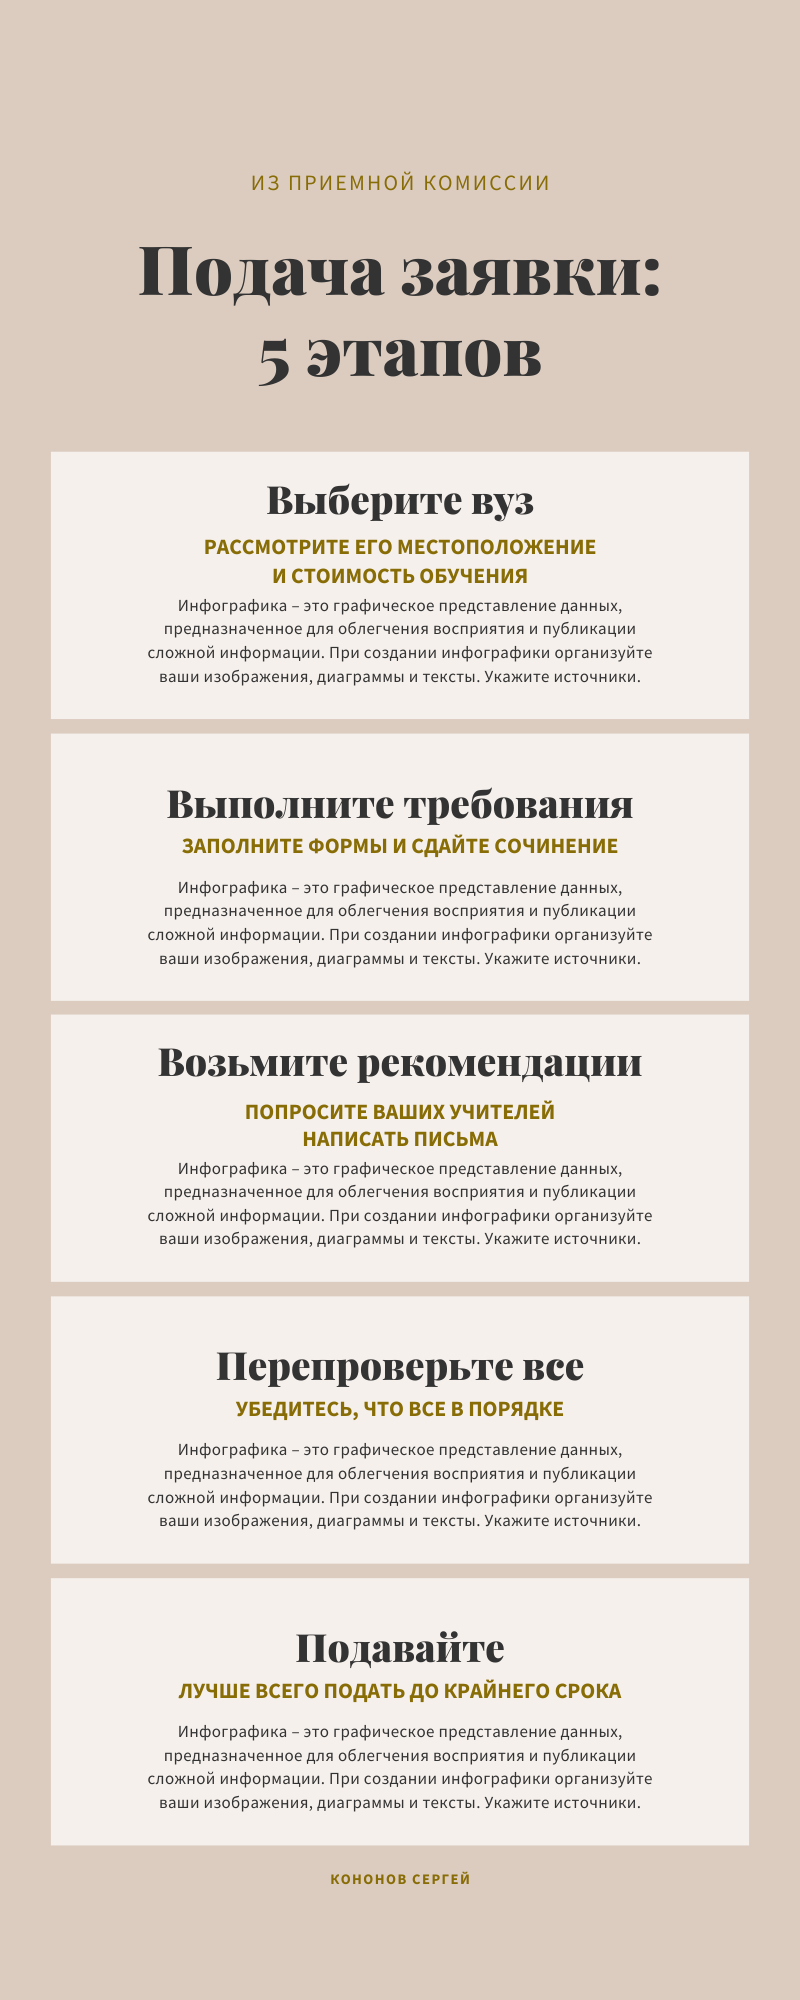 ИЗ ПРИЕМНОЙ КОМИССИИ
Подача заявки:
5 этапов
Выберите вуз
РАССМОТРИТЕ ЕГО МЕСТОПОЛОЖЕНИЕ
И СТОИМОСТЬ ОБУЧЕНИЯ
Инфографика – это графическое представление данных,
предназначенное для облегчения восприятия и публикации
сложной информации. При создании инфографики организуйте
ваши изображения, диаграммы и тексты. Укажите источники.
Выполните требования
ЗАПОЛНИТЕ ФОРМЫ И СДАЙТЕ СОЧИНЕНИЕ
Инфографика – это графическое представление данных,
предназначенное для облегчения восприятия и публикации
сложной информации. При создании инфографики организуйте
ваши изображения, диаграммы и тексты. Укажите источники.
Возьмите рекомендации
ПОПРОСИТЕ ВАШИХ УЧИТЕЛЕЙ
НАПИСАТЬ ПИСЬМА
Инфографика – это графическое представление данных,
предназначенное для облегчения восприятия и публикации
сложной информации. При создании инфографики организуйте
ваши изображения, диаграммы и тексты. Укажите источники.
Перепроверьте все
УБЕДИТЕСЬ, ЧТО ВСЕ В ПОРЯДКЕ
Инфографика – это графическое представление данных,
предназначенное для облегчения восприятия и публикации
сложной информации. При создании инфографики организуйте
ваши изображения, диаграммы и тексты. Укажите источники.
Подавайте
ЛУЧШЕ ВСЕГО ПОДАТЬ ДО КРАЙНЕГО СРОКА
Инфографика – это графическое представление данных,
предназначенное для облегчения восприятия и публикации
сложной информации. При создании инфографики организуйте
ваши изображения, диаграммы и тексты. Укажите источники.
КОНОНОВ СЕРГЕЙ